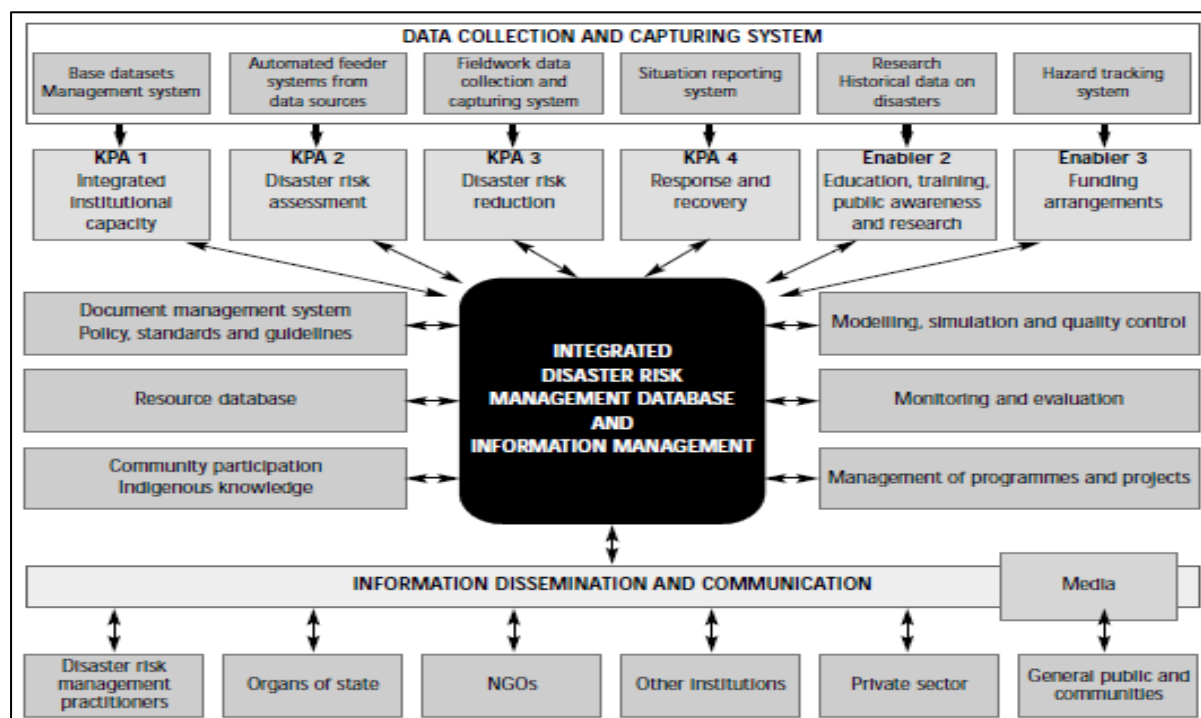 DATA COLLECTION AND CAPTURING SYSTEM
Base datasets
Management system
Automated feeder
systems from
data sources
Fieldwork data
collection and
capturing system
Situation reporting
system
Research
Historical data on
disasters
Hazard tracking
system
KPA 1
Integrated
institutional
capacity
KPA 2
Disaster risk
assessment
KPA 3
Disaster risk
reduction
KPA 4
Response and
recovery
Enabler 2
Education, training,
public awareness
and research
Enabler 3
Funding
arrangements
Document management system
Policy, standards and guidelines
Resource database
Community participation
Indigenous knowledge
INTEGRATED
DISASTER RISK
MANAGEMENT DATABASE
AND
INFORMATION MANAGEMENT
Modelling, simulation and quality control
Monitoring and evaluation
Management of programmes and projects
INFORMATION DISSEMINATION AND COMMUNICATION
Media
Disaster risk
management
practitioners
Organs of state
NGOs
Other institutions
Private sector
General public and
communities